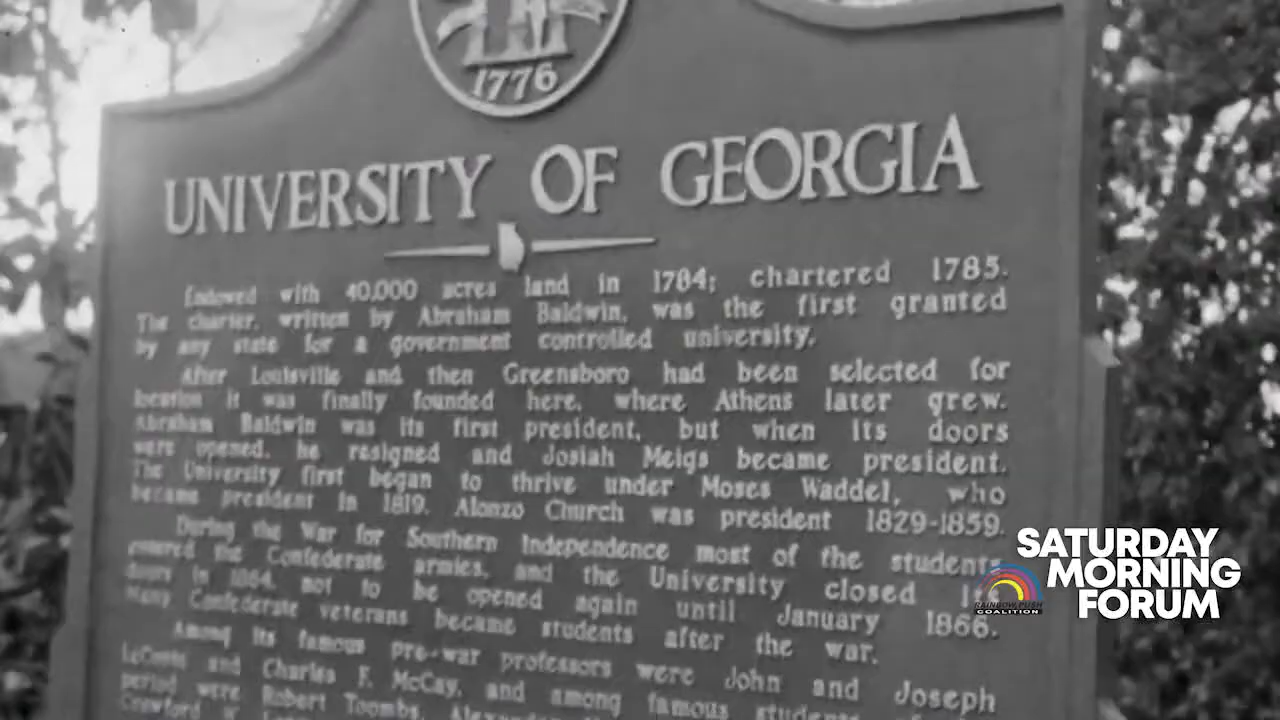 1776
UNIVERSITY OF GEORGIA
Endowed with 40,000 acres land in 1784; chartered 1785.
The charter, written by Abraham Baldwin, was the first granted
by any state for a government controlled university.
After Louisville and then Greensboro had been selected for
location it was finally founded here, where Athens later grew.
Abraham Baldwin was its first president, but when its doors
were opened, he resigned and Josiah Meigs became president.
The University first began to thrive under Moses Waddel, who
became president in 1819. Alonzo Church was president 1829-1859.
During the War for Southern Independence most of the students
entered the Confederate armies, and the University closed its
doors in 1864, not to be opened again until January 1866.
Many Confederate veterans became students after the war.
Among its famous pre-war professors were John and Joseph
LeConte and Charles F. McCay, and among famous students
period were Robert Toombs,
Crawford W.
SATURDAY
MORNING
FORUM
RAINBOW PUSH
COALITION